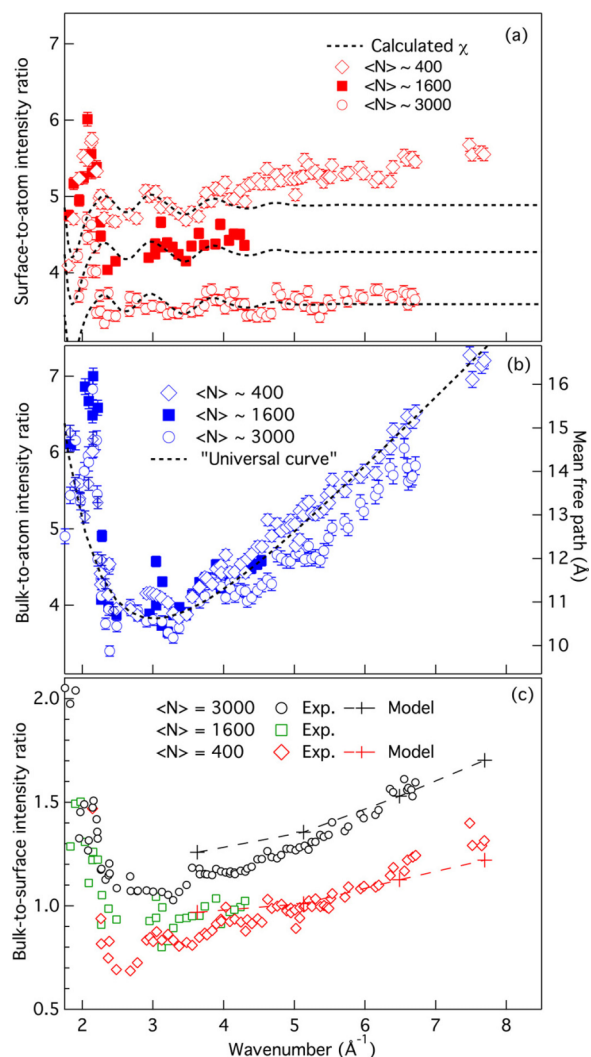 (a)
Calculated χ
<N> ~ 400
<N> ~ 1600
<N> ~ 3000
7
6
5
4
Surface-to-atom intensity ratio
(b)
<N> ~ 400
<N> ~ 1600
<N> ~ 3000
"Universal curve"
7
6
5
4
Bulk-to-atom intensity ratio
16
15
14
13
12
11
10
Mean free path (Å)
(c)
<N> = 3000 Exp. Model
<N> = 1600 Exp.
<N> = 400 Exp. Model
2.0
1.5
1.0
0.5
Bulk-to-surface intensity ratio
2 3 4 5 6 7 8
Wavenumber (Å⁻¹)